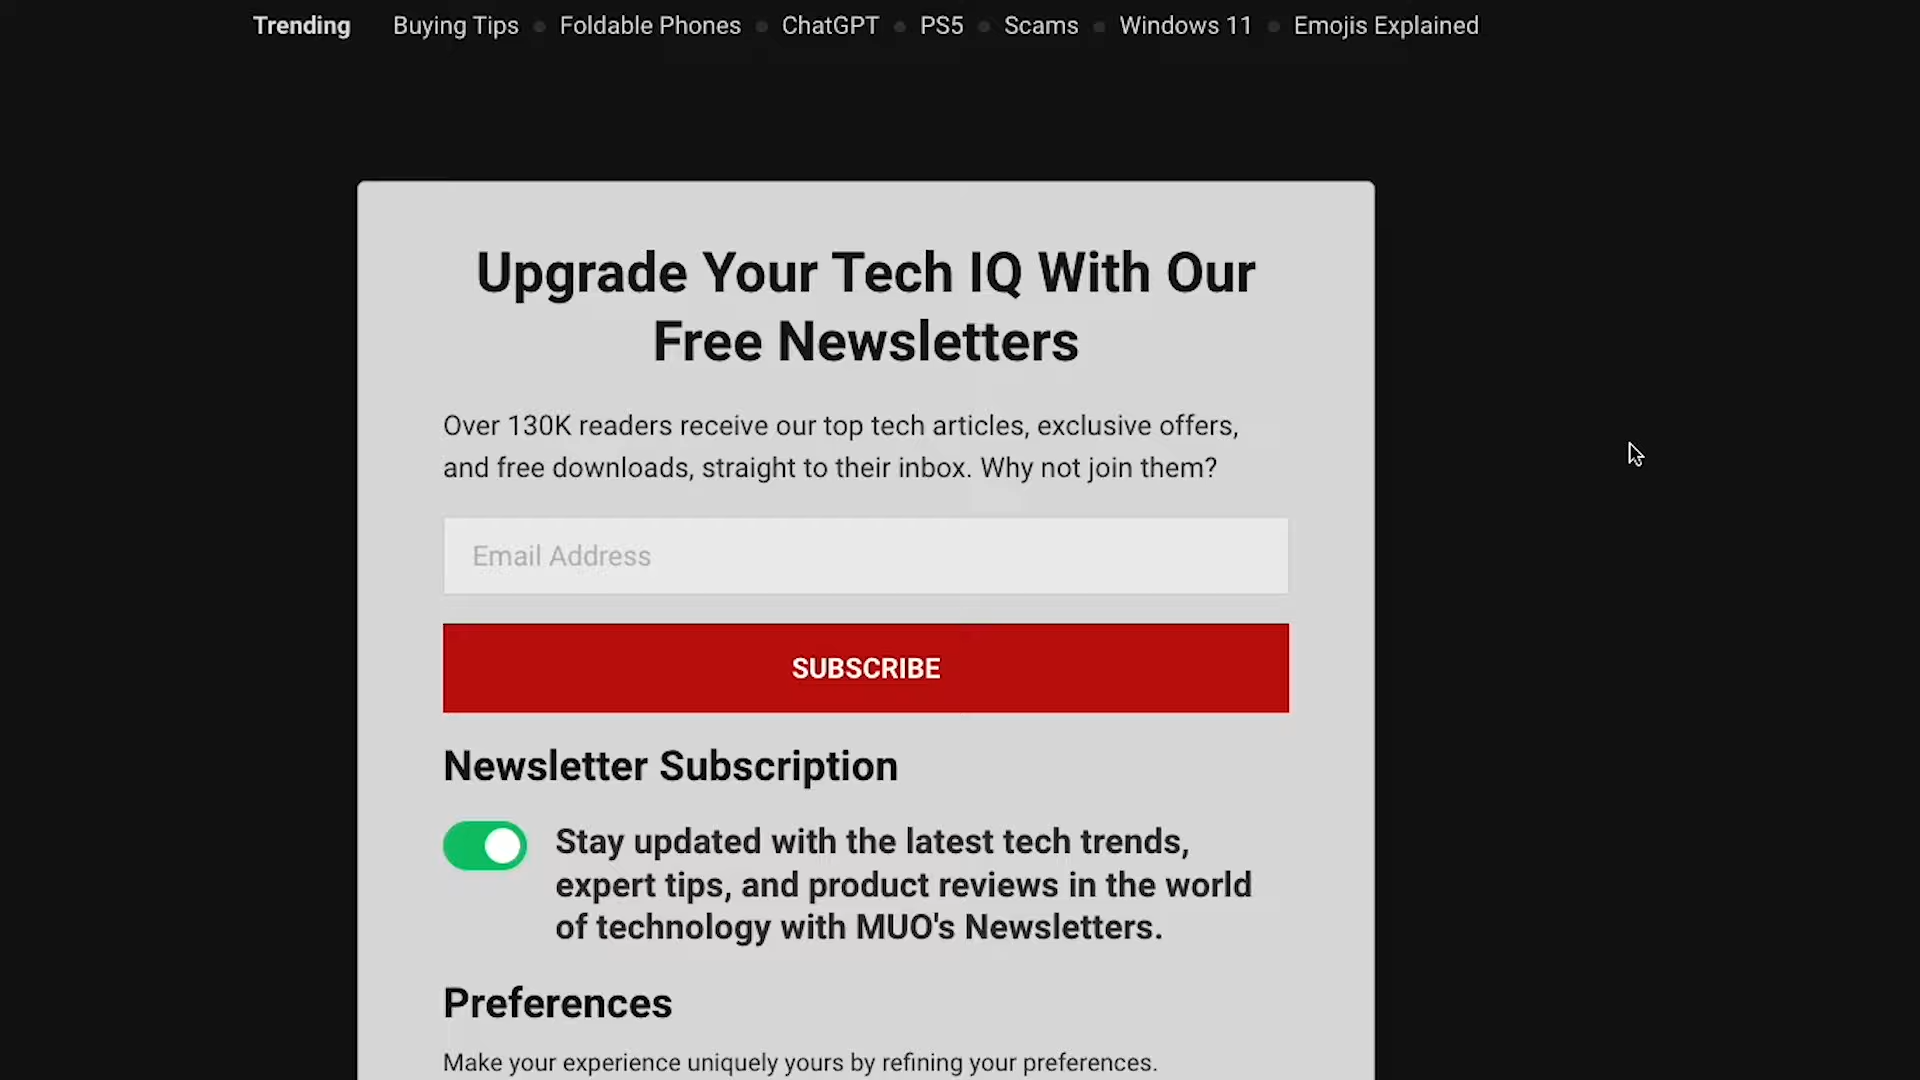 Trending Buying Tips Foldable Phones ChatGPT PS5 Scams Windows 11 Emojis Explained
Upgrade Your Tech IQ With Our
Free Newsletters
Over 130K readers receive our top tech articles, exclusive offers,
and free downloads, straight to their inbox. Why not join them?
Email Address
SUBSCRIBE
Newsletter Subscription
Stay updated with the latest tech trends,
expert tips, and product reviews in the world
of technology with MUO's Newsletters.
Preferences
Make your experience uniquely yours by refining your preferences.